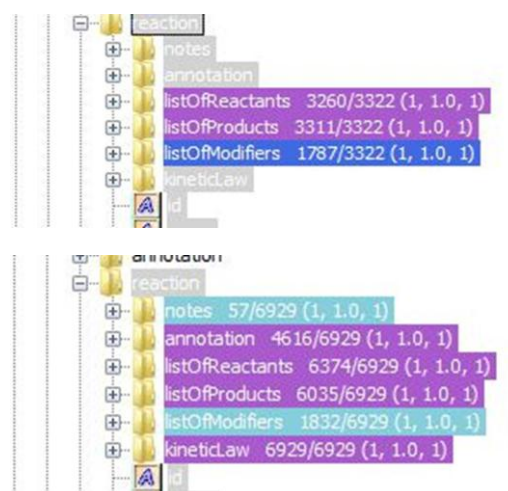 reaction
notes
annotation
listOfReactants 3260/3322 (1, 1.0, 1)
listOfProducts 3311/3322 (1, 1.0, 1)
listOfModifiers 1787/3322 (1, 1.0, 1)
kineticLaw
A id
A
annotation
reaction
notes 57/6929 (1, 1.0, 1)
annotation 4616/6929 (1, 1.0, 1)
listOfReactants 6374/6929 (1, 1.0, 1)
listOfProducts 6035/6929 (1, 1.0, 1)
listOfModifiers 1832/6929 (1, 1.0, 1)
kineticLaw 6929/6929 (1, 1.0, 1)
A id